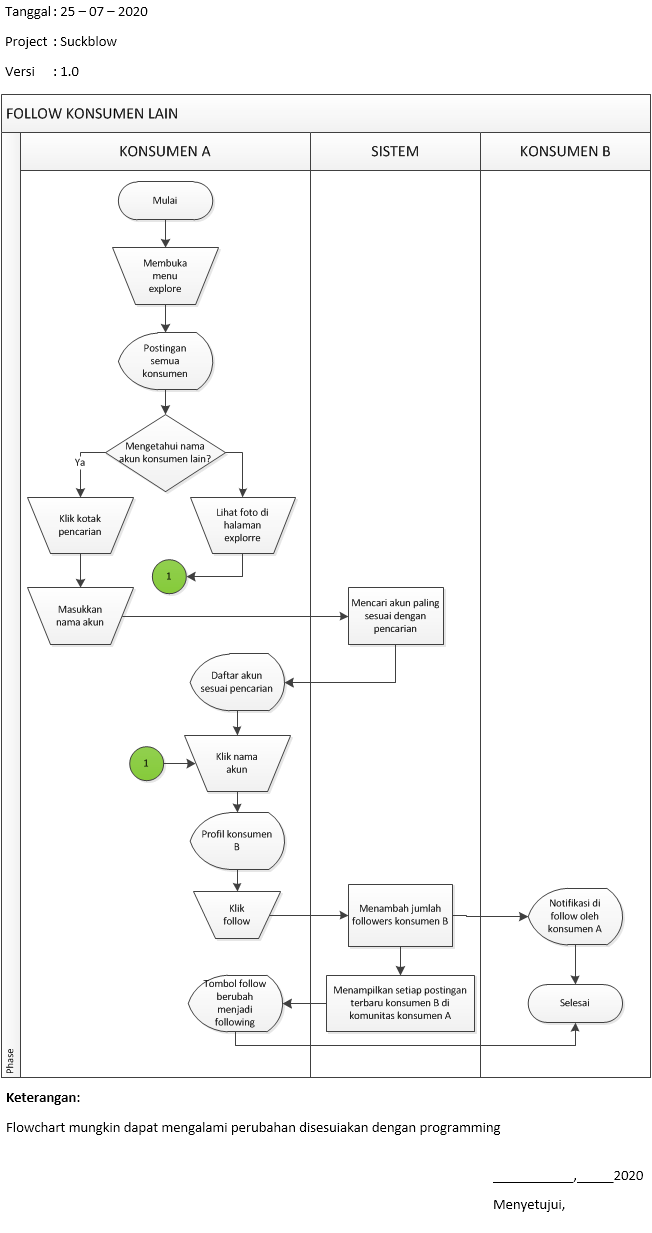 Tanggal : 25 – 07 – 2020
Project : Suckblow
Versi : 1.0
FOLLOW KONSUMEN LAIN
KONSUMEN A
SISTEM
KONSUMEN B
Mulai
Membuka
menu
explore
Postingan
semua
konsumen
Mengetahui nama
akun konsumen lain?
Ya
Klik kotak
pencarian
Lihat foto di
halaman
explorre
1
Masukkan
nama akun
Mencari akun paling
sesuai dengan
pencarian
Daftar akun
sesuai pencarian
1
Klik nama
akun
Profil konsumen
B
Klik
follow
Menambah jumlah
followers konsumen B
Notifikasi di
follow oleh
konsumen A
Tombol follow
berubah
menjadi
following
Menampilkan setiap postingan
terbaru konsumen B di
komunitas konsumen A
Selesai
Phase
Keterangan:
Flowchart mungkin dapat mengalami perubahan disesuiakan dengan programming
___________,_____2020
Menyetujui,